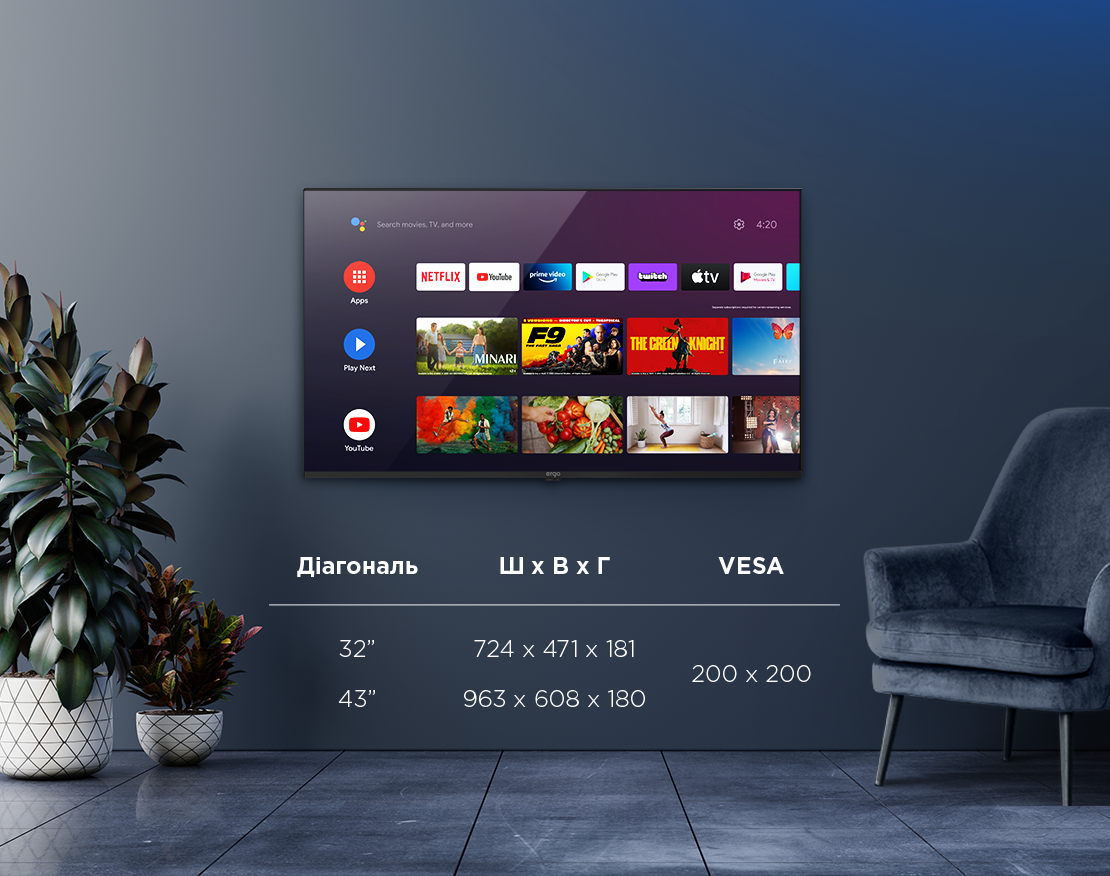 Search movies, TV, and more
4:20
NETFLIX
YouTube
prime video
Google Play
Store
twitch
tv
Google Play
Movies & TV
Apps
Separate subscriptions required for certain streaming services.
MINARI
F9
THE FAST SAGA
THE GREEN KNIGHT
Play Next
YouTube
ergo
Діагональ Ш х В х Г VESA
32” 724 x 471 x 181
200 x 200
43” 963 x 608 x 180